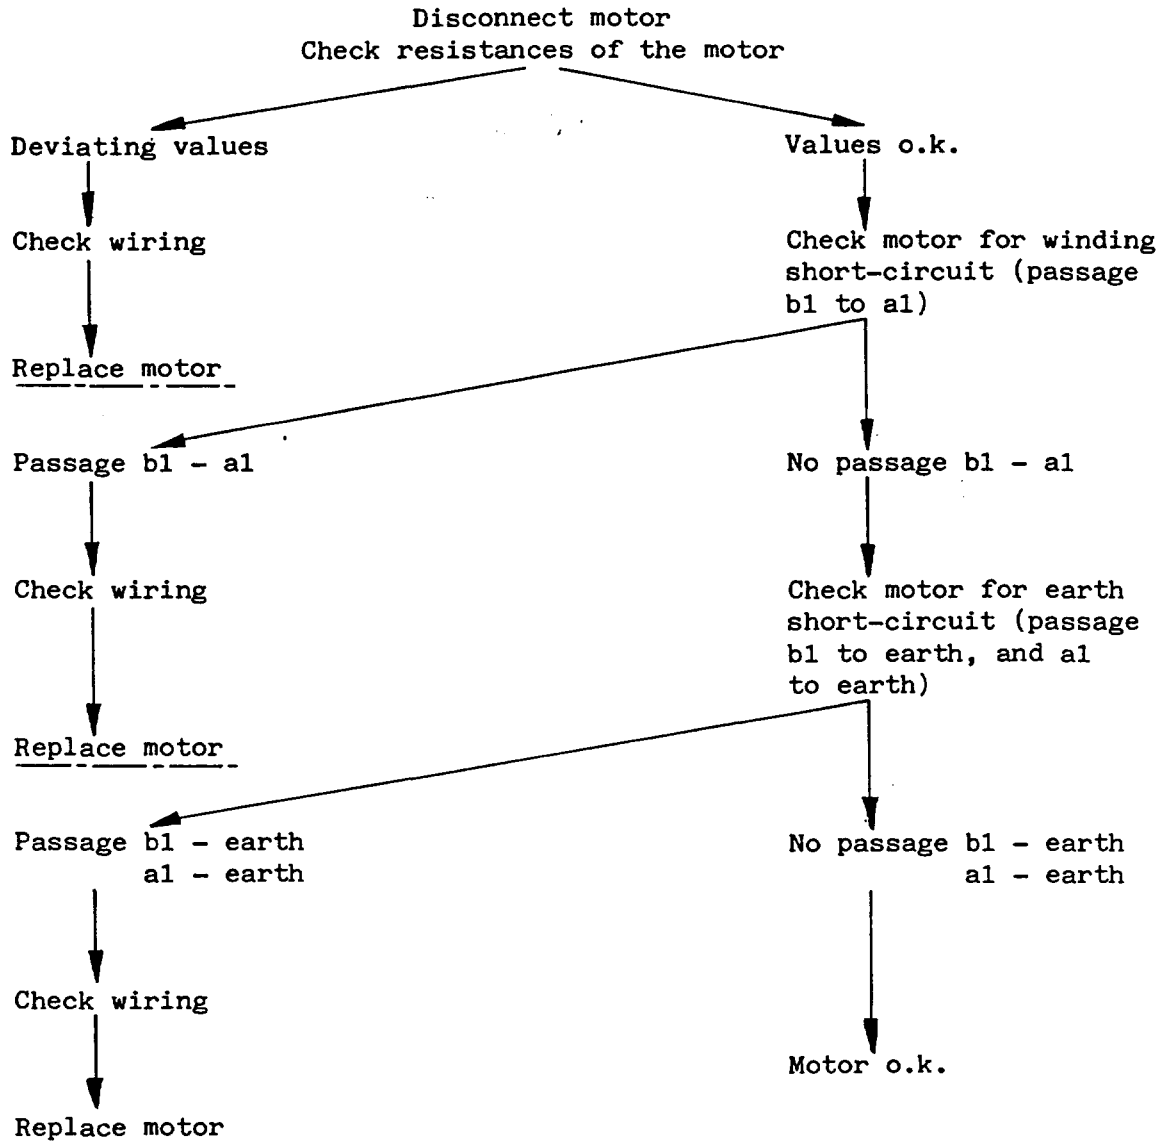 Disconnect motor
Check resistances of the motor
Deviating values
Values o.k.
Check wiring
Check motor for winding
short-circuit (passage
b1 to a1)
Replace motor
Passage b1 - a1
No passage b1 - a1
Check wiring
Check motor for earth
short-circuit (passage
b1 to earth, and a1
to earth)
Replace motor
Passage b1 - earth
a1 - earth
No passage b1 - earth
a1 - earth
Check wiring
Motor o.k.
Replace motor